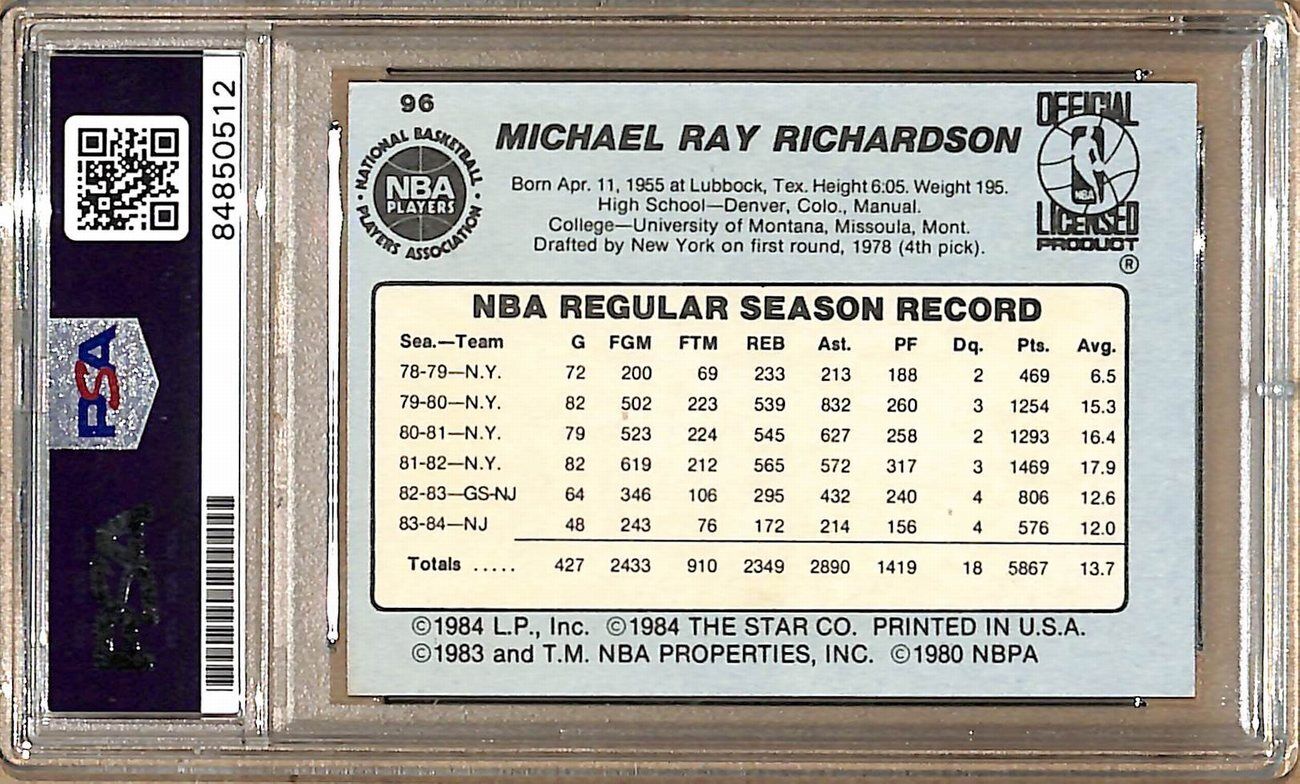 84850512
PSA
96
NATIONAL BASKETBALL
NBA
PLAYERS
PLAYERS ASSOCIATION
MICHAEL RAY RICHARDSON
Born Apr. 11, 1955 at Lubbock, Tex. Height 6:05. Weight 195.
High School—Denver, Colo., Manual.
College—University of Montana, Missoula, Mont.
Drafted by New York on first round, 1978 (4th pick).
OFFICIAL
NBA
LICENSED
PRODUCT
®
NBA REGULAR SEASON RECORD
Sea.—Team G FGM FTM REB Ast. PF Dq. Pts. Avg.
78-79—N.Y. 72 200 69 233 213 188 2 469 6.5
79-80—N.Y. 82 502 223 539 832 260 3 1254 15.3
80-81—N.Y. 79 523 224 545 627 258 2 1293 16.4
81-82—N.Y. 82 619 212 565 572 317 3 1469 17.9
82-83—GS-NJ 64 346 106 295 432 240 4 806 12.6
83-84—NJ 48 243 76 172 214 156 4 576 12.0
Totals ..... 427 2433 910 2349 2890 1419 18 5867 13.7
©1984 L.P., Inc. ©1984 THE STAR CO. PRINTED IN U.S.A.
©1983 and T.M. NBA PROPERTIES, INC. ©1980 NBPA